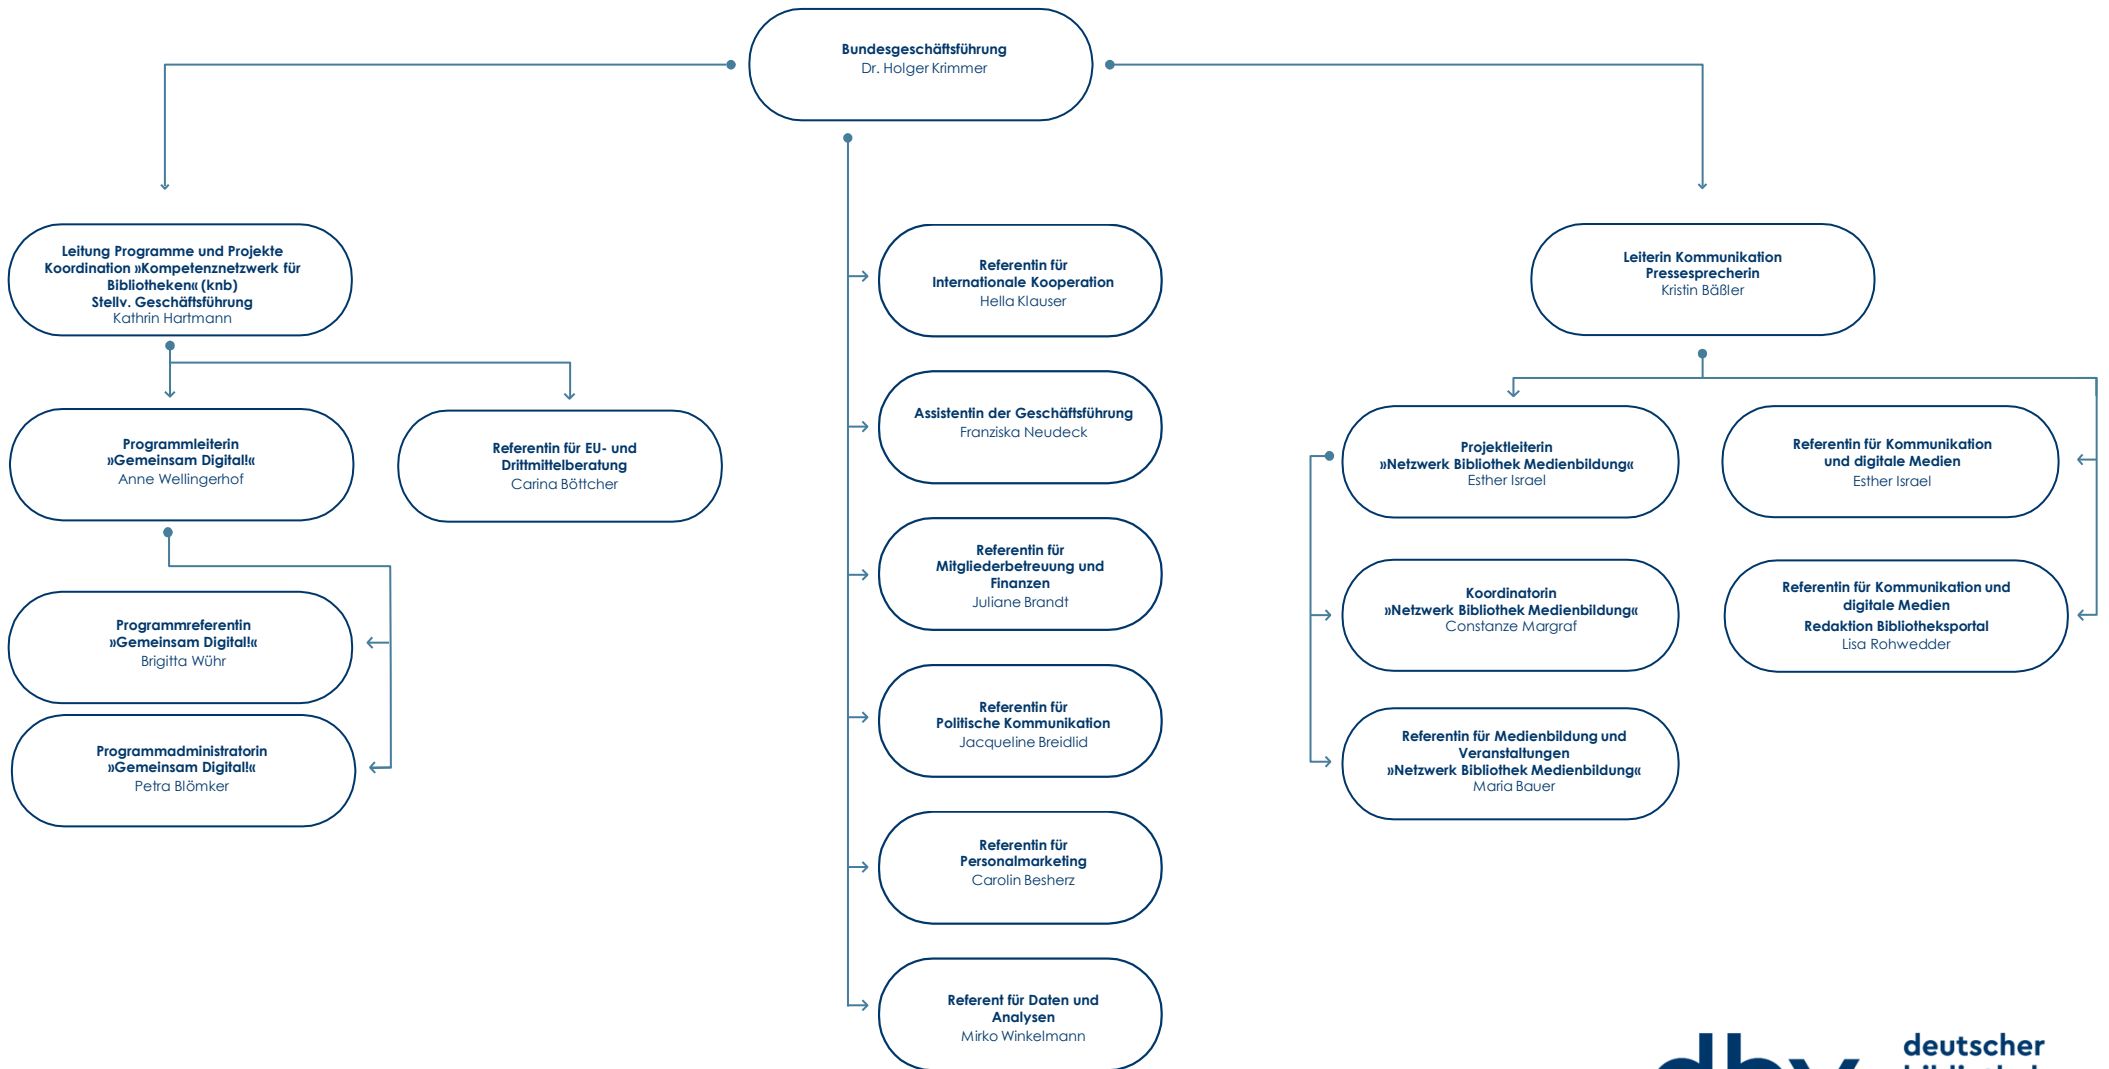 Bundesgeschäftsführung
Dr. Holger Krimmer
Leitung Programme und Projekte
Koordination »Kompetenznetzwerk für
Bibliotheken« (knb)
Stellv. Geschäftsführung
Kathrin Hartmann
Programmleiterin
»Gemeinsam Digital!«
Anne Wellingerhof
Referentin für EU- und
Drittmittelberatung
Carina Böttcher
Programmreferentin
»Gemeinsam Digital!«
Brigitta Wühr
Programmadministratorin
»Gemeinsam Digital!«
Petra Blömker
Referentin für
Internationale Kooperation
Hella Klauser
Assistentin der Geschäftsführung
Franziska Neudeck
Referentin für
Mitgliederbetreuung und
Finanzen
Juliane Brandt
Referentin für
Politische Kommunikation
Jacqueline Breidlid
Referentin für
Personalmarketing
Carolin Besherz
Referent für Daten und
Analysen
Mirko Winkelmann
Leiterin Kommunikation
Pressesprecherin
Kristin Bäßler
Projektleiterin
»Netzwerk Bibliothek Medienbildung«
Esther Israel
Koordinatorin
»Netzwerk Bibliothek Medienbildung«
Constanze Margraf
Referentin für Medienbildung und
Veranstaltungen
»Netzwerk Bibliothek Medienbildung«
Maria Bauer
Referentin für Kommunikation
und digitale Medien
Esther Israel
Referentin für Kommunikation und
digitale Medien
Redaktion Bibliotheksportal
Lisa Rohwedder
dbv
deutscher